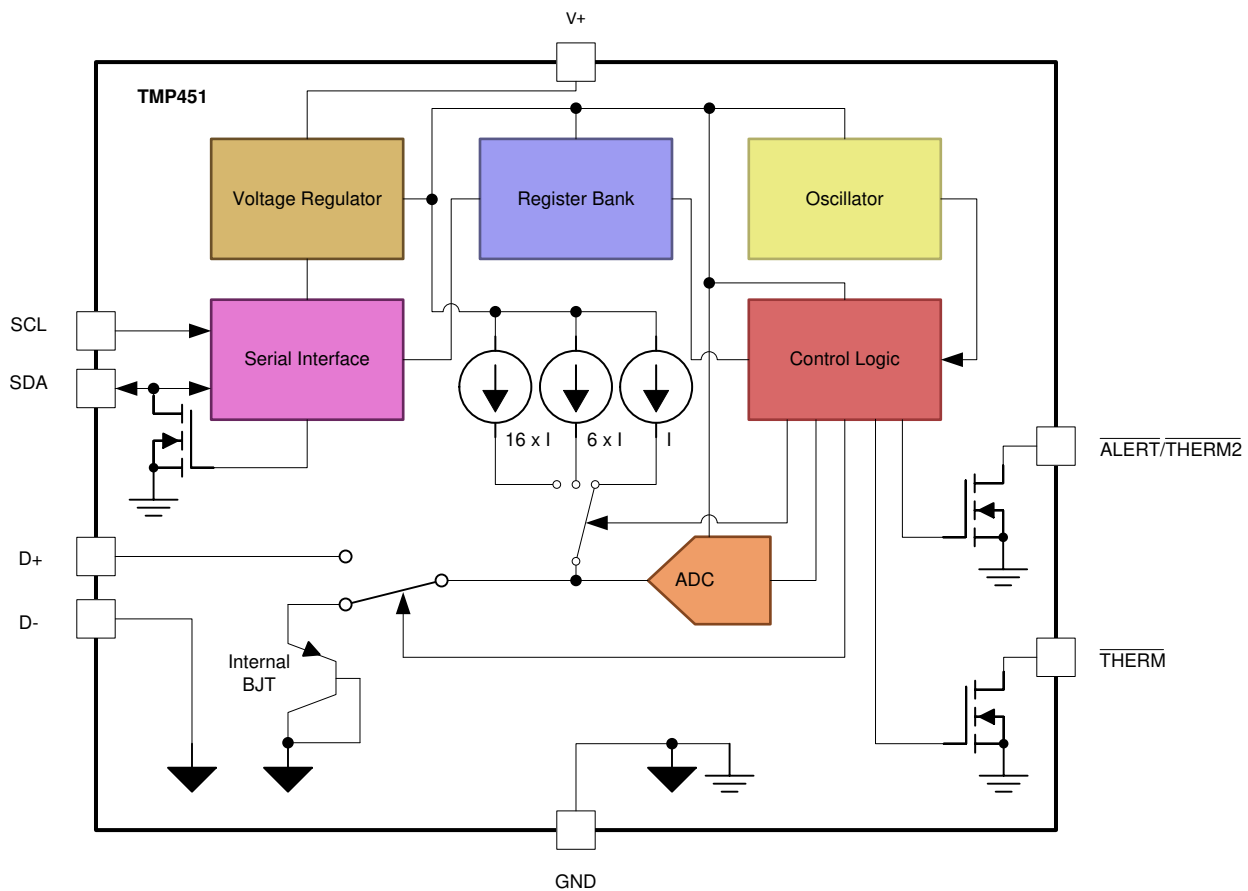 V+
TMP451
Voltage Regulator
Register Bank
Oscillator
SCL
Serial Interface
Control Logic
SDA
16 x I
6 x I
I
ALERT/THERM2
D+
ADC
D-
Internal
BJT
THERM
GND